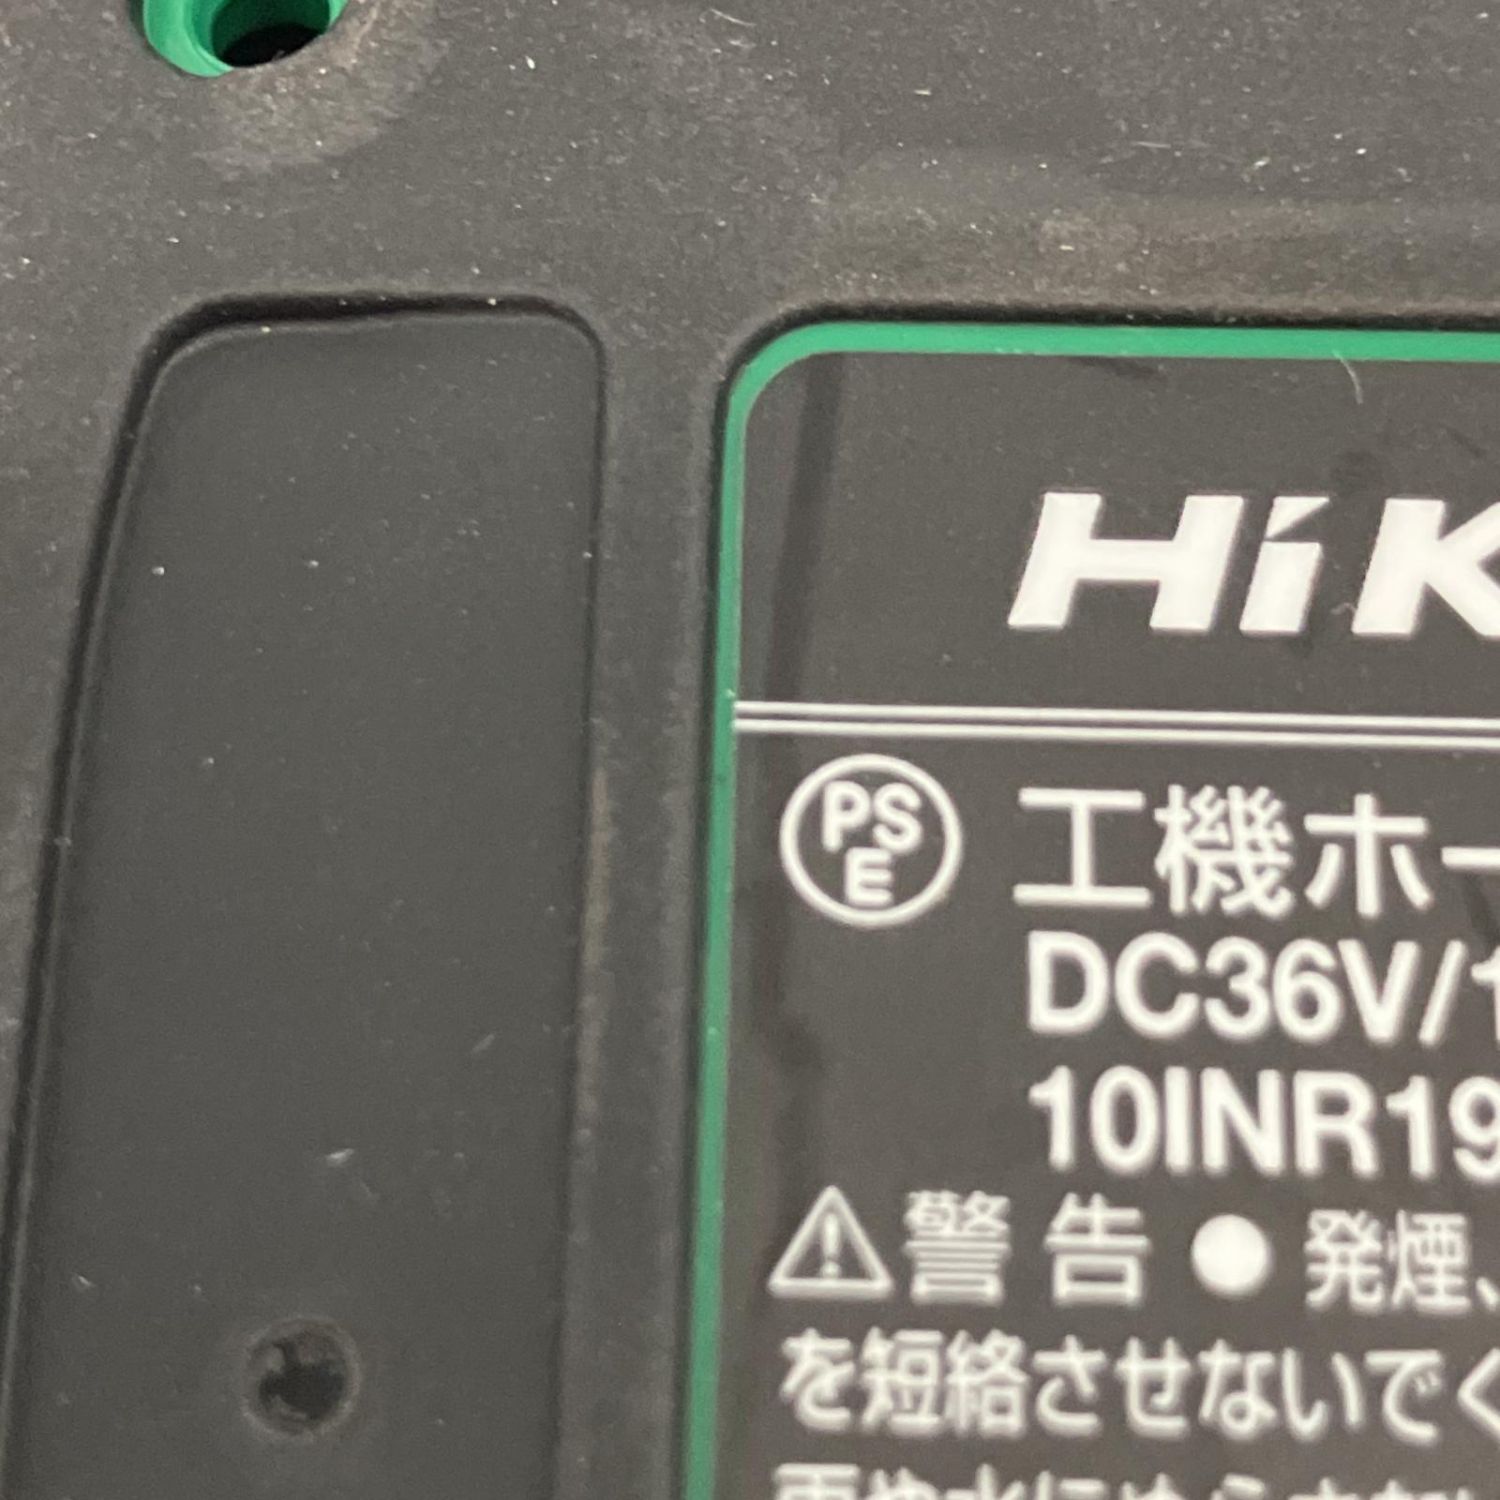 HiK
PS
E
工機ホー
DC36V/1
10INR19
警告●発煙、
を短絡させないでく